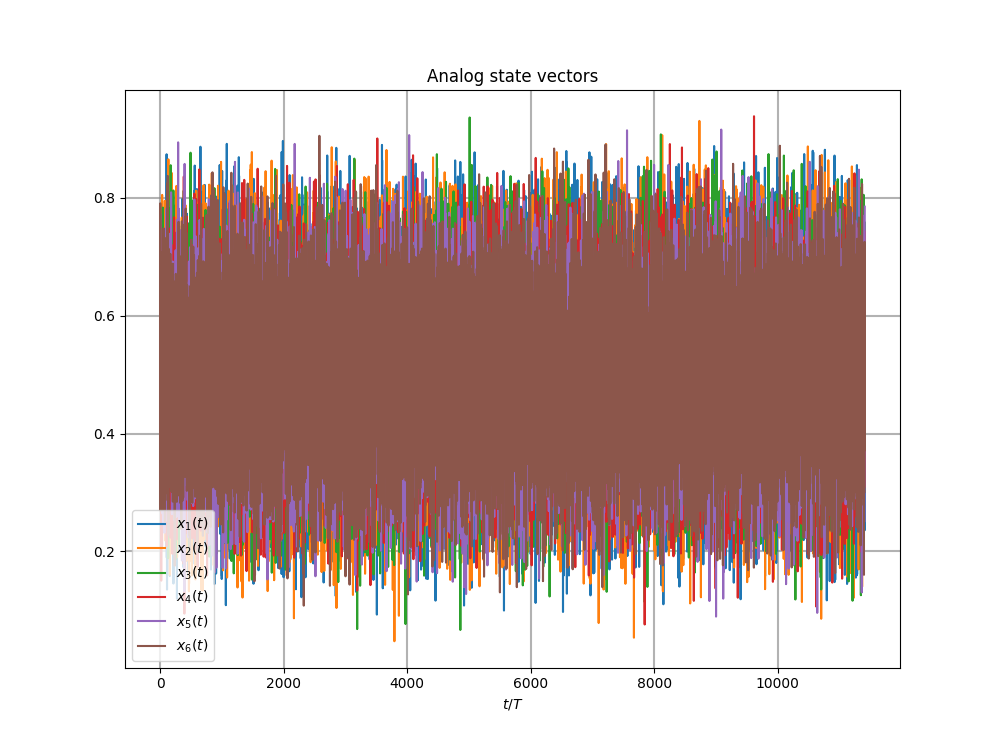 Analog state vectors
0.8
0.6
0.4
0.2
x₁(t)
x₂(t)
x₃(t)
x₄(t)
x₅(t)
x₆(t)
0 2000 4000 6000 8000 10000
t/T